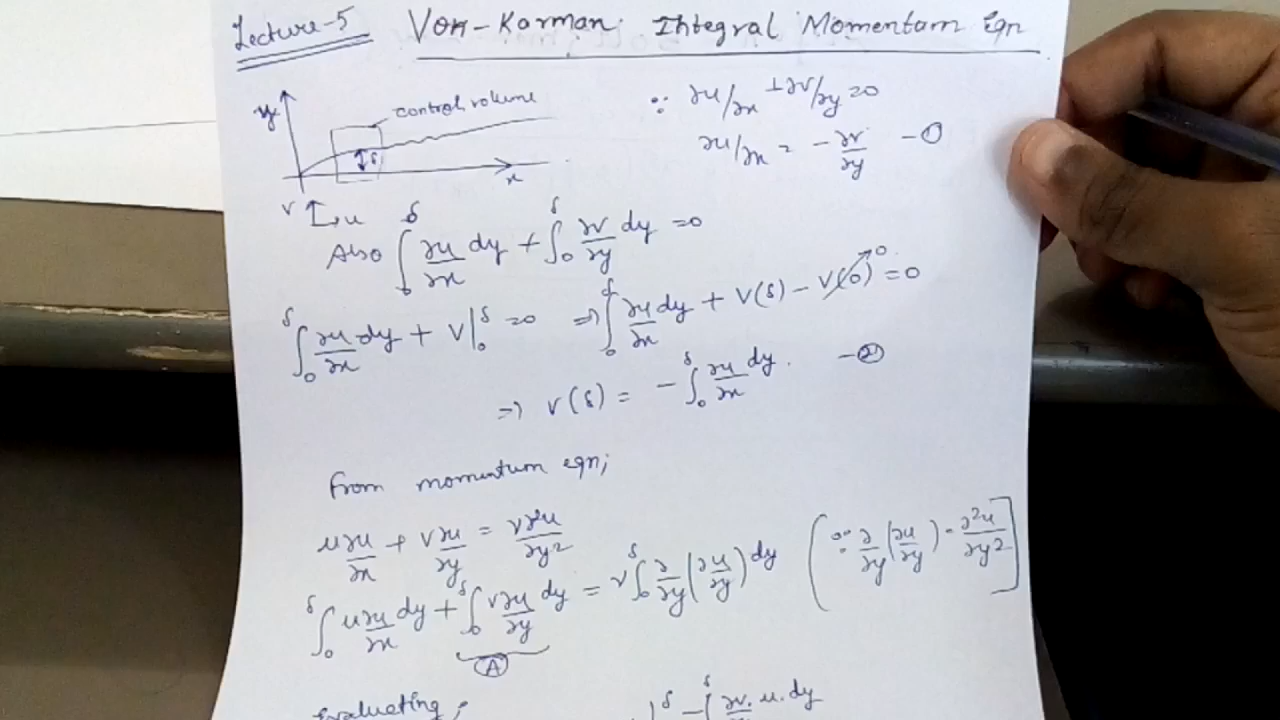 Lecture-5
Von-Karman Integral Momentum Eqn
y
control volume
δ
x
v
u
∵ ∂u/∂x + ∂v/∂y = 0
∂u/∂x = - ∂v/∂y - ①
Also ∫₀^δ ∂u/∂x dy + ∫₀^δ ∂v/∂y dy = 0
∫₀^δ ∂u/∂x dy + v|₀^δ = 0 ⇒ ∫₀^δ ∂u/∂x dy + v(δ) - v(0)↗0 = 0
⇒ v(δ) = - ∫₀^δ ∂u/∂x dy. - ②
From momentum eqn;
u∂u/∂x + v∂u/∂y = ν∂²u/∂y²
∫₀^δ u∂u/∂x dy + ∫₀^δ v∂u/∂y dy = ν∫₀^δ ∂/∂y(∂u/∂y) dy (∵ ∂/∂y(∂u/∂y) = ∂²u/∂y²]
Ⓐ
Evaluating;